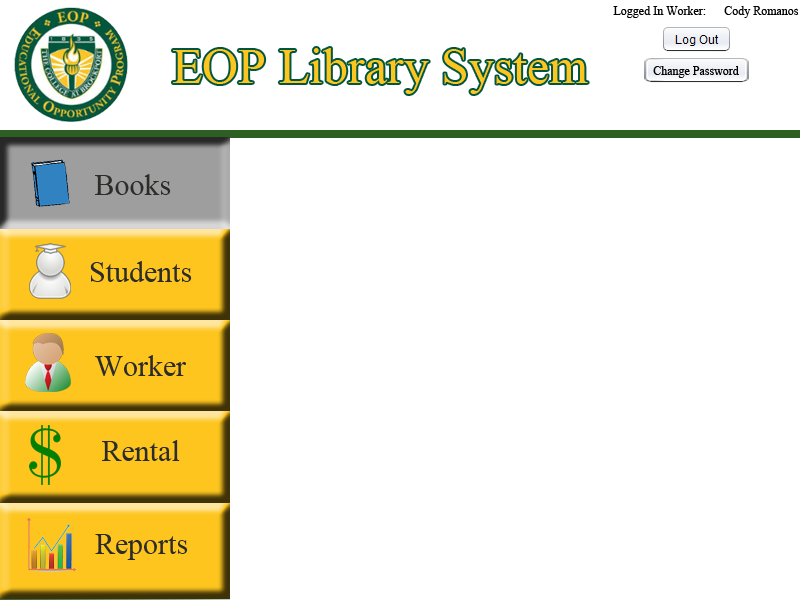 EOP
EDUCATIONAL OPPORTUNITY PROGRAM
THE COLLEGE AT BROCKPORT
EOP Library System
Logged In Worker: Cody Romanos
Log Out
Change Password
Books
Students
Worker
Rental
Reports